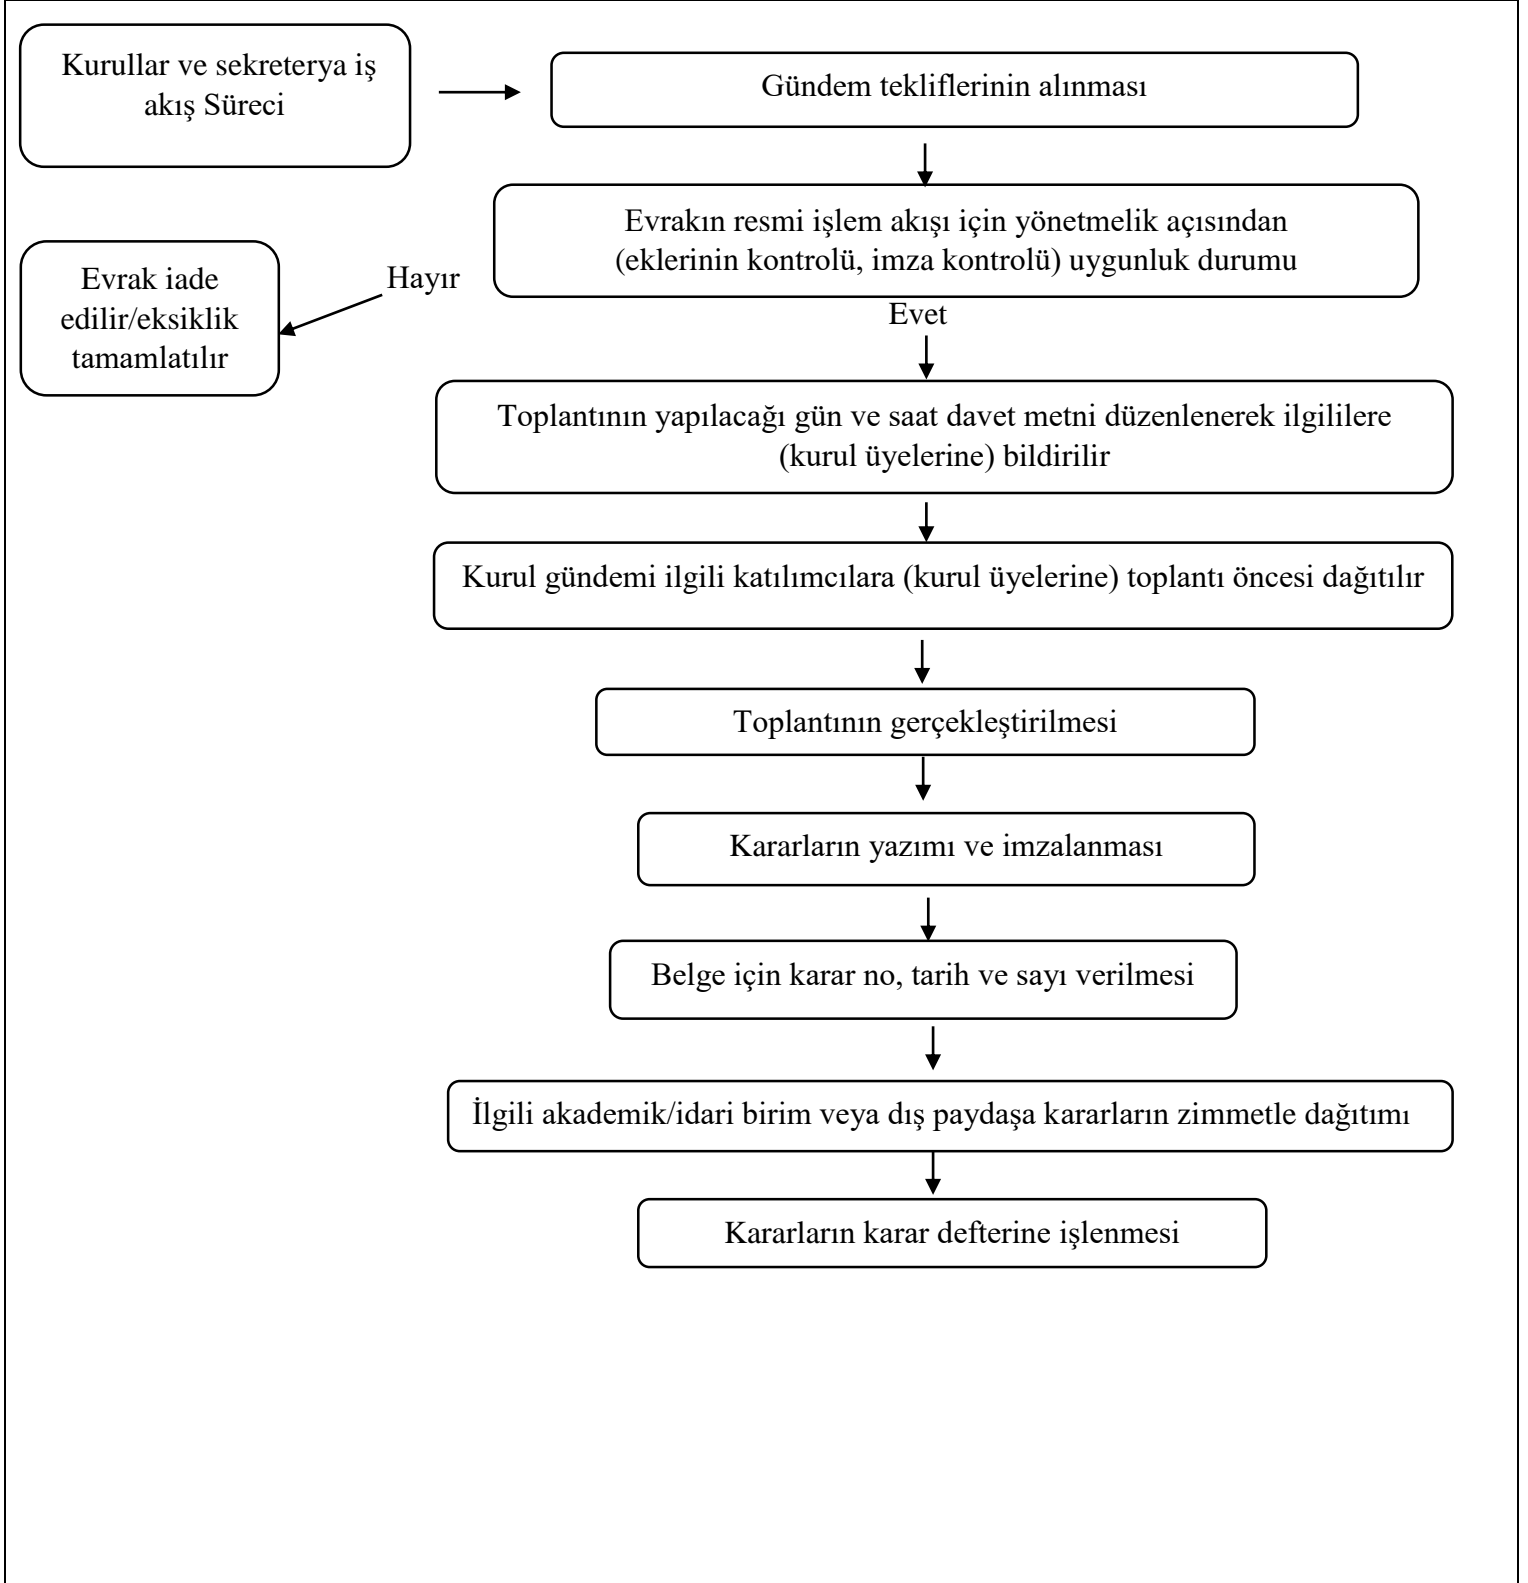 Kurullar ve sekreterya iş
akış Süreci
Gündem tekliflerinin alınması
Evrakın resmi işlem akışı için yönetmelik açısından
(eklerinin kontrolü, imza kontrolü) uygunluk durumu
Hayır
Evrak iade
edilir/eksiklik
tamamlatılır
Evet
Toplantının yapılacağı gün ve saat davet metni düzenlenerek ilgililere
(kurul üyelerine) bildirilir
Kurul gündemi ilgili katılımcılara (kurul üyelerine) toplantı öncesi dağıtılır
Toplantının gerçekleştirilmesi
Kararların yazımı ve imzalanması
Belge için karar no, tarih ve sayı verilmesi
İlgili akademik/idari birim veya dış paydaşa kararların zimmetle dağıtımı
Kararların karar defterine işlenmesi